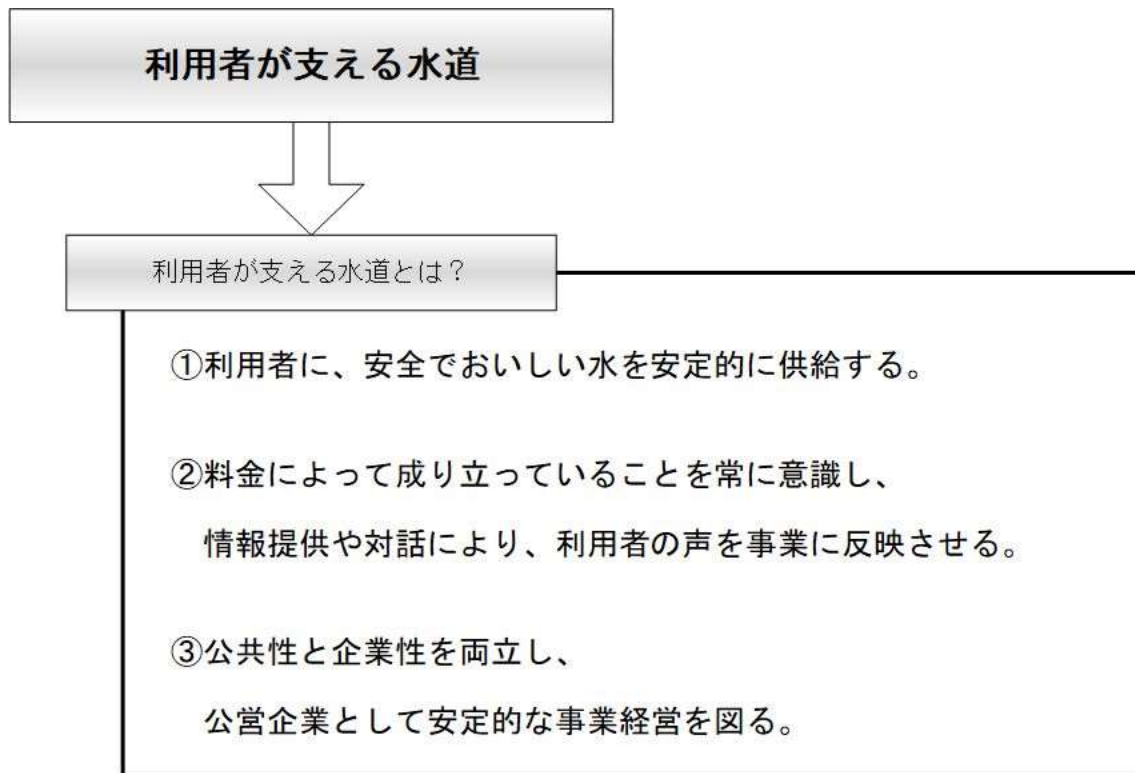 利用者が支える水道
利用者が支える水道とは？
①利用者に、安全でおいしい水を安定的に供給する。
②料金によって成り立っていることを常に意識し、
情報提供や対話により、利用者の声を事業に反映させる。
③公共性と企業性を両立し、
公営企業として安定的な事業経営を図る。